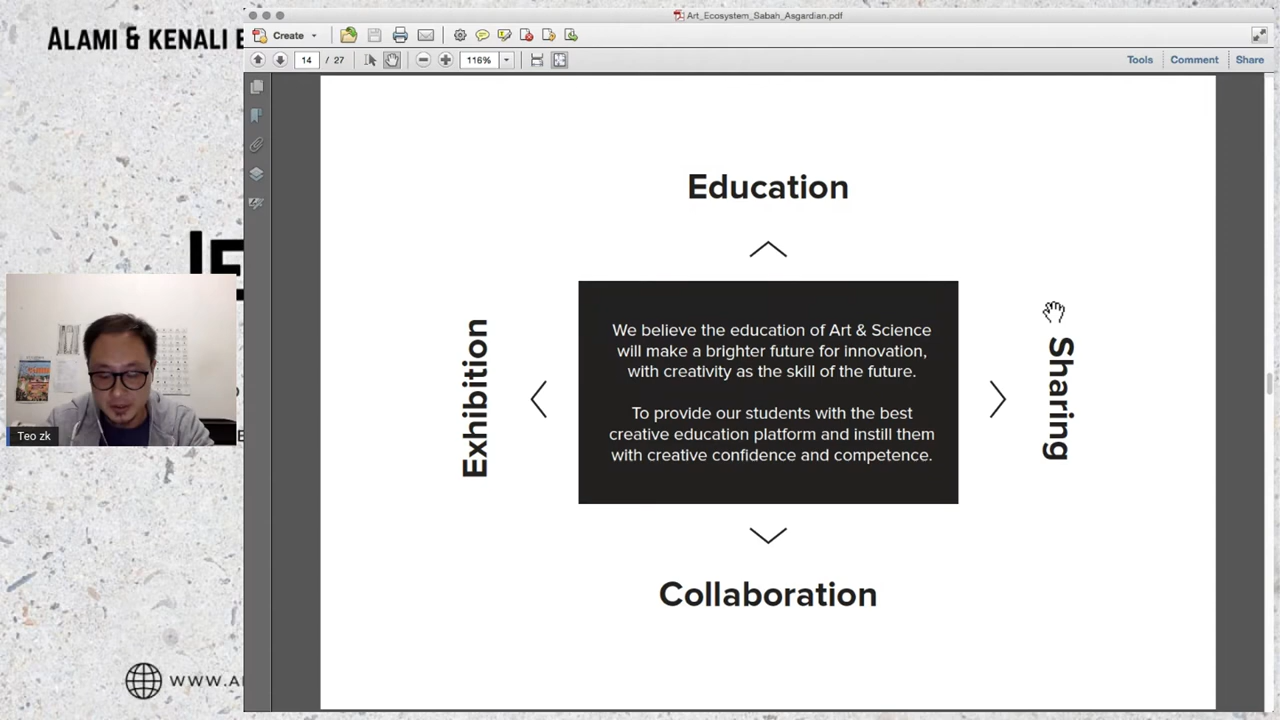 ALAMI & KENALI
Art_Ecosystem_Sabah_Asgardian.pdf
Create
14 / 27
116%
Tools
Comment
Share
Education
Exhibition
We believe the education of Art & Science
will make a brighter future for innovation,
with creativity as the skill of the future.
To provide our students with the best
creative education platform and instill them
with creative confidence and competence.
Sharing
Collaboration
Teo zk
WWW.A